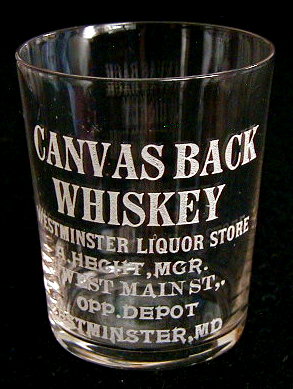 CANVAS BACK
WHISKEY
WESTMINSTER LIQUOR STORE
A. HECHT, MGR.
WEST MAIN ST,.
OPP. DEPOT
WESTMINSTER, MD